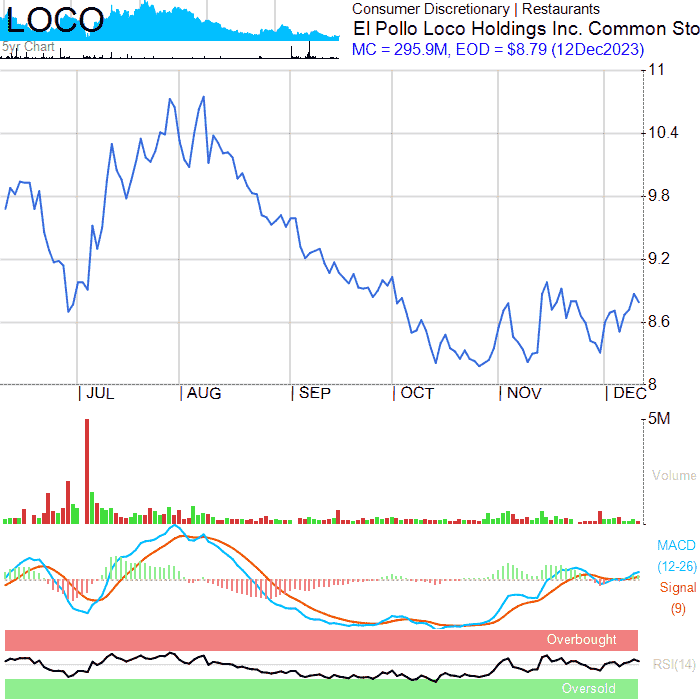 LOCO
5yr Chart
Consumer Discretionary | Restaurants
El Pollo Loco Holdings Inc. Common Sto
MC = 295.9M, EOD = $8.79 (12Dec2023)
11
10.4
9.8
9.2
8.6
8
JUL
AUG
SEP
OCT
NOV
DEC
5M
Volume
MACD
(12-26)
Signal
(9)
Overbought
RSI(14)
Oversold